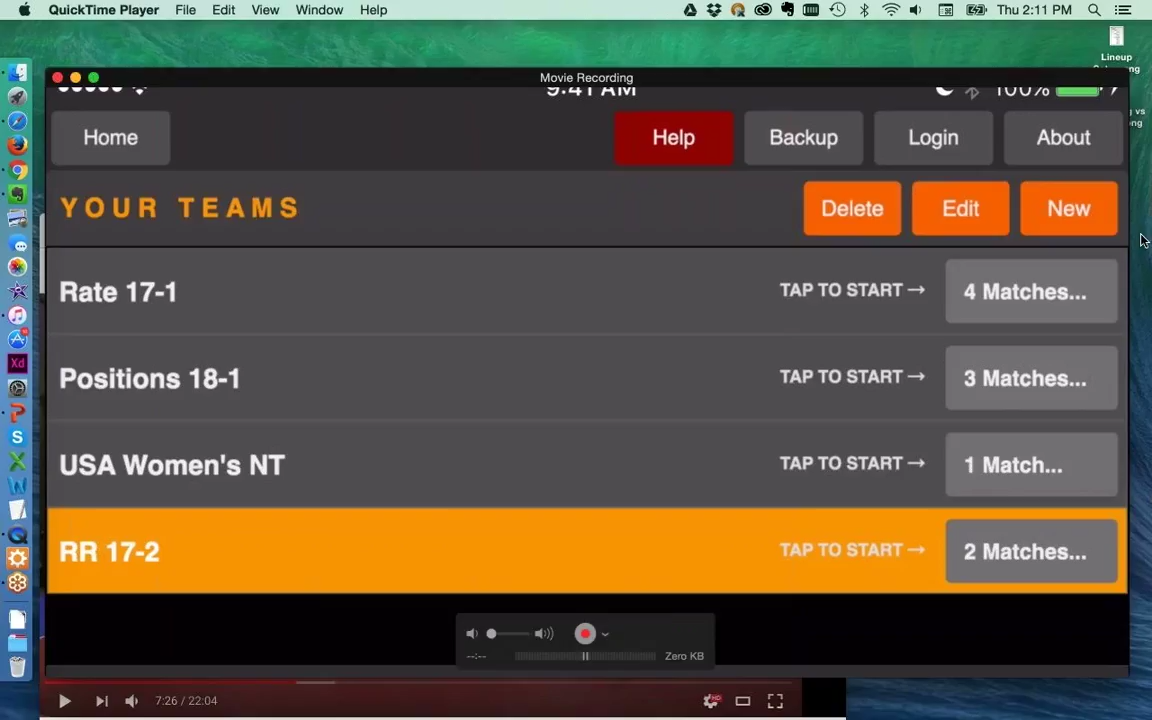 QuickTime Player File Edit View Window Help Thu 2:11 PM
Lineup
Movie Recording
9:41 AM 100%
Home Help Backup Login About
YOUR TEAMS Delete Edit New
Rate 17-1 TAP TO START → 4 Matches...
Positions 18-1 TAP TO START → 3 Matches...
USA Women's NT TAP TO START → 1 Match...
RR 17-2 TAP TO START → 2 Matches...
--:-- Zero KB
7:26 / 22:04 HD
Xd